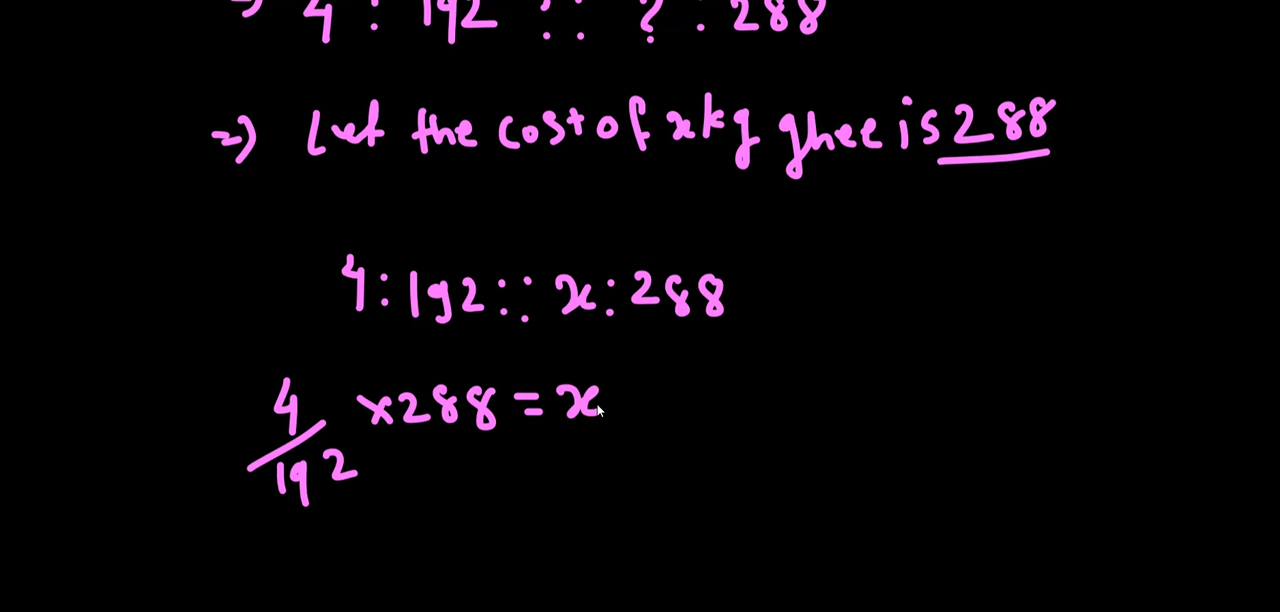 =) 4 : 192 :: ? : 288
=) Let the cost of x kg ghee is 288
4 : 192 :: x : 288
4/192 × 288 = x